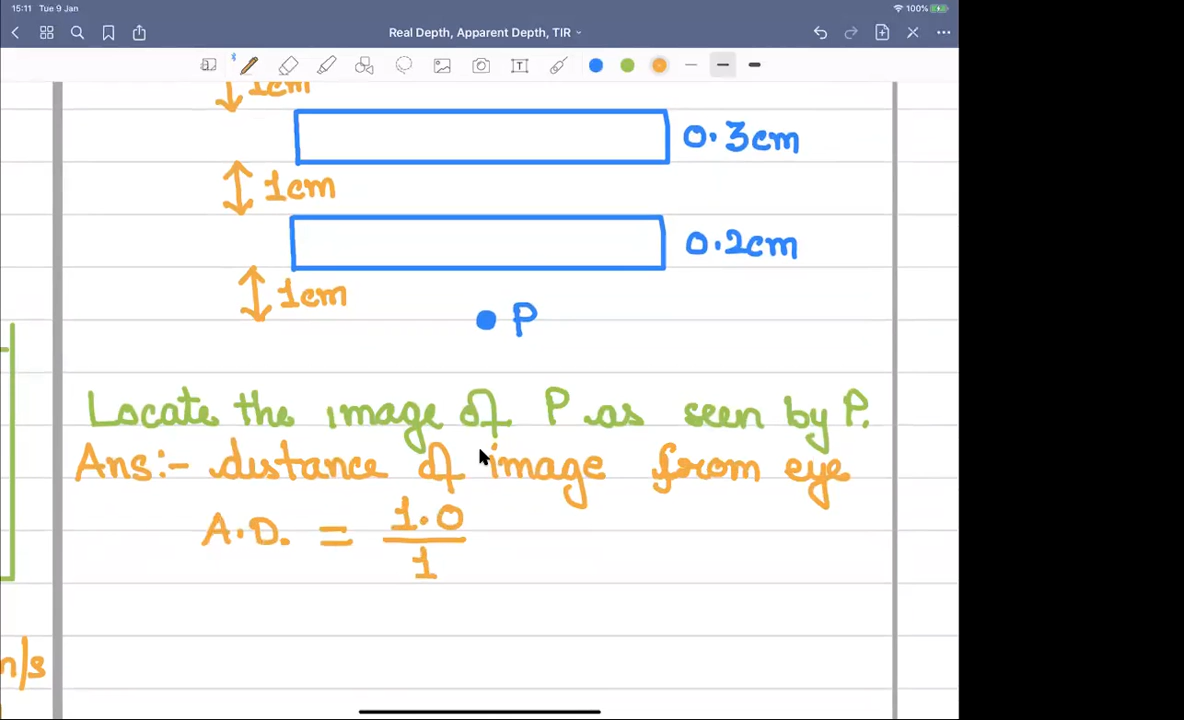 15:11 Tue 9 Jan
100%
Real Depth, Apparent Depth, TIR
1cm
0.3cm
1cm
0.2cm
1cm
P
Locate the image of P as seen by P.
Ans:- distance of image from eye
A.D. = 1.0/1
n/s